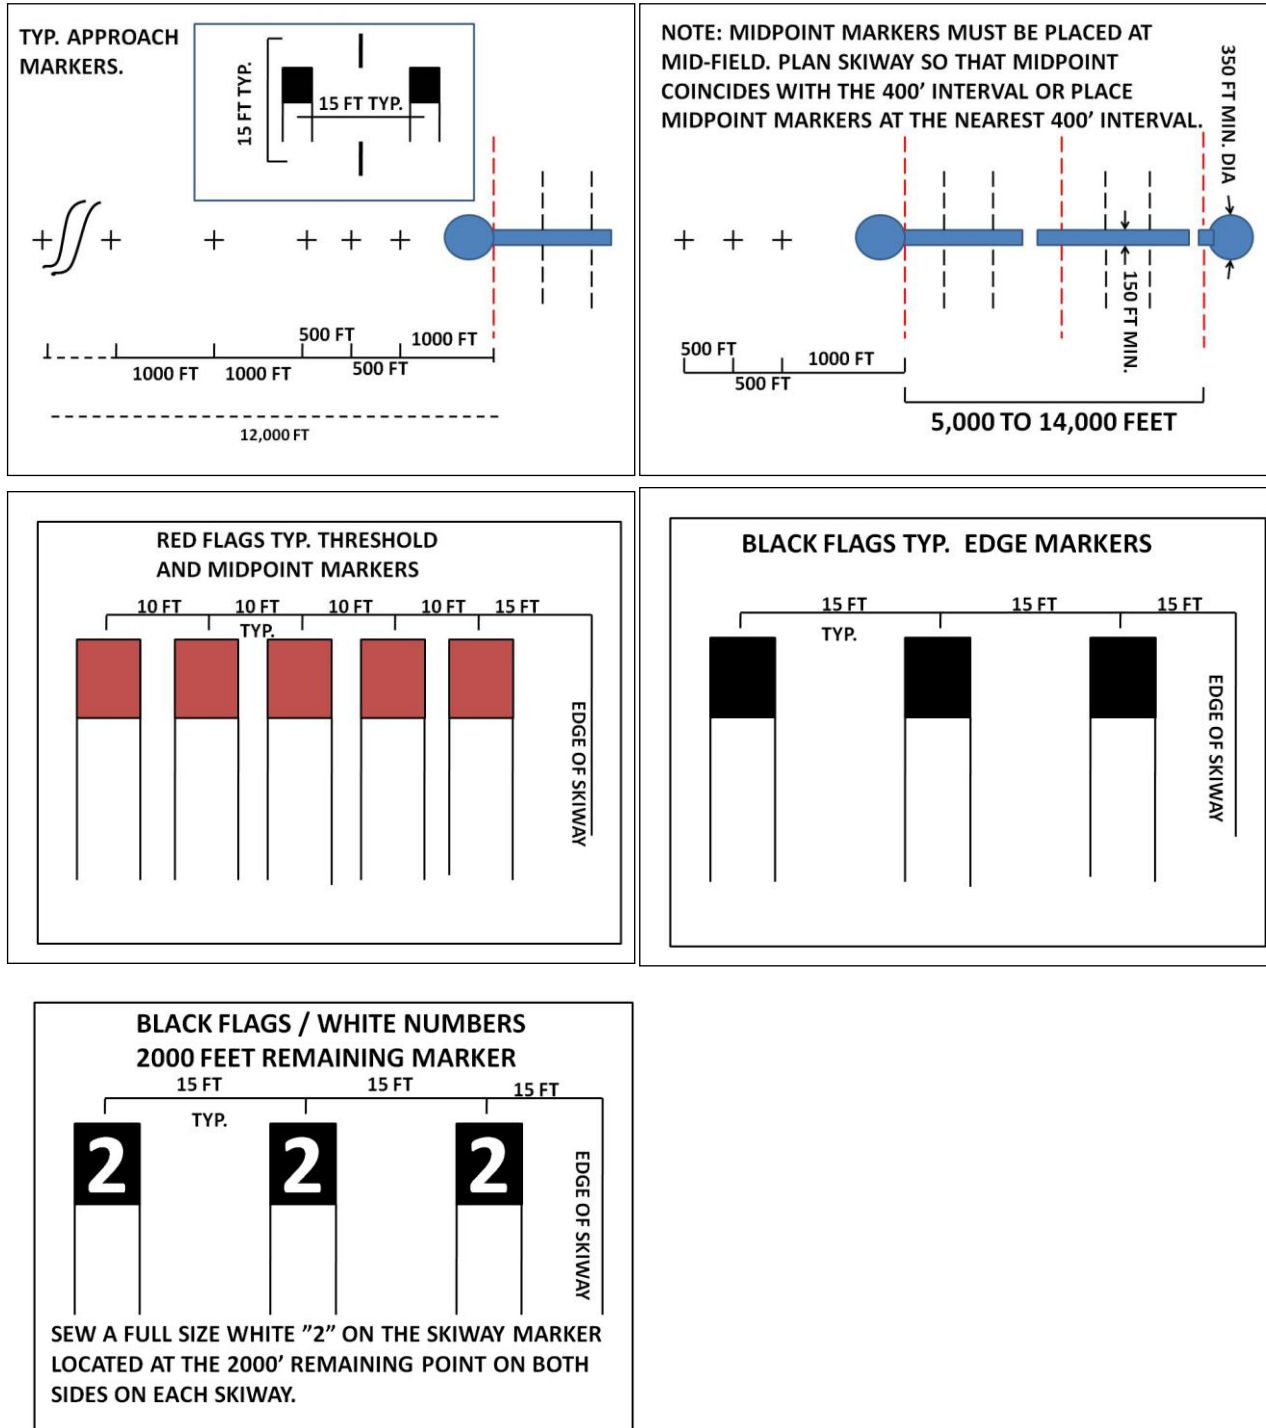 TYP. APPROACH
MARKERS.
15 FT TYP.
15 FT TYP.
500 FT
1000 FT
1000 FT
1000 FT
500 FT
12,000 FT
NOTE: MIDPOINT MARKERS MUST BE PLACED AT
MID-FIELD. PLAN SKIWAY SO THAT MIDPOINT
COINCIDES WITH THE 400' INTERVAL OR PLACE
MIDPOINT MARKERS AT THE NEAREST 400' INTERVAL.
350 FT MIN. DIA
150 FT MIN.
500 FT
1000 FT
500 FT
5,000 TO 14,000 FEET
RED FLAGS TYP. THRESHOLD
AND MIDPOINT MARKERS
10 FT 10 FT 10 FT 10 FT 15 FT
TYP.
EDGE OF SKIWAY
BLACK FLAGS TYP. EDGE MARKERS
15 FT 15 FT 15 FT
TYP.
EDGE OF SKIWAY
BLACK FLAGS / WHITE NUMBERS
2000 FEET REMAINING MARKER
15 FT 15 FT 15 FT
TYP.
2 2 2
EDGE OF SKIWAY
SEW A FULL SIZE WHITE ”2” ON THE SKIWAY MARKER
LOCATED AT THE 2000’ REMAINING POINT ON BOTH
SIDES ON EACH SKIWAY.